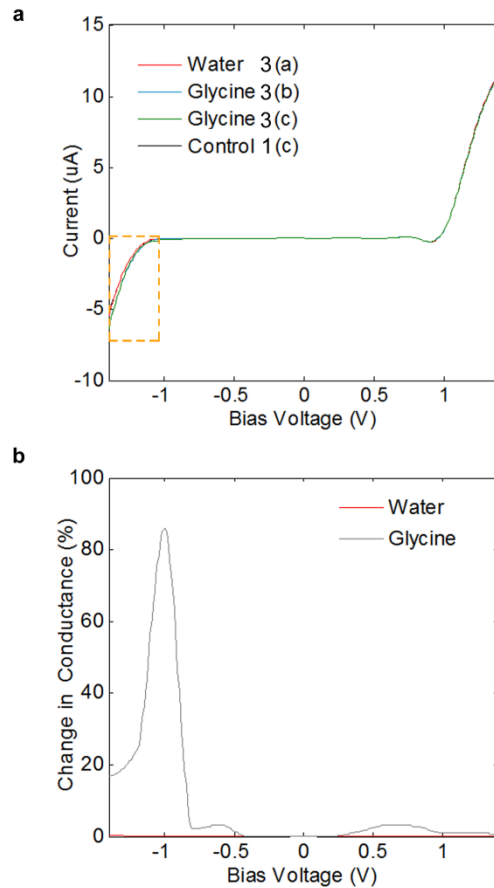 a
15
10
5
0
-5
-10
Current (uA)
Water 3 (a)
Glycine 3 (b)
Glycine 3 (c)
Control 1 (c)
-1
-0.5
0
0.5
1
Bias Voltage (V)
b
100
80
60
40
20
0
Change in Conductance (%)
Water
Glycine
-1
-0.5
0
0.5
1
Bias Voltage (V)